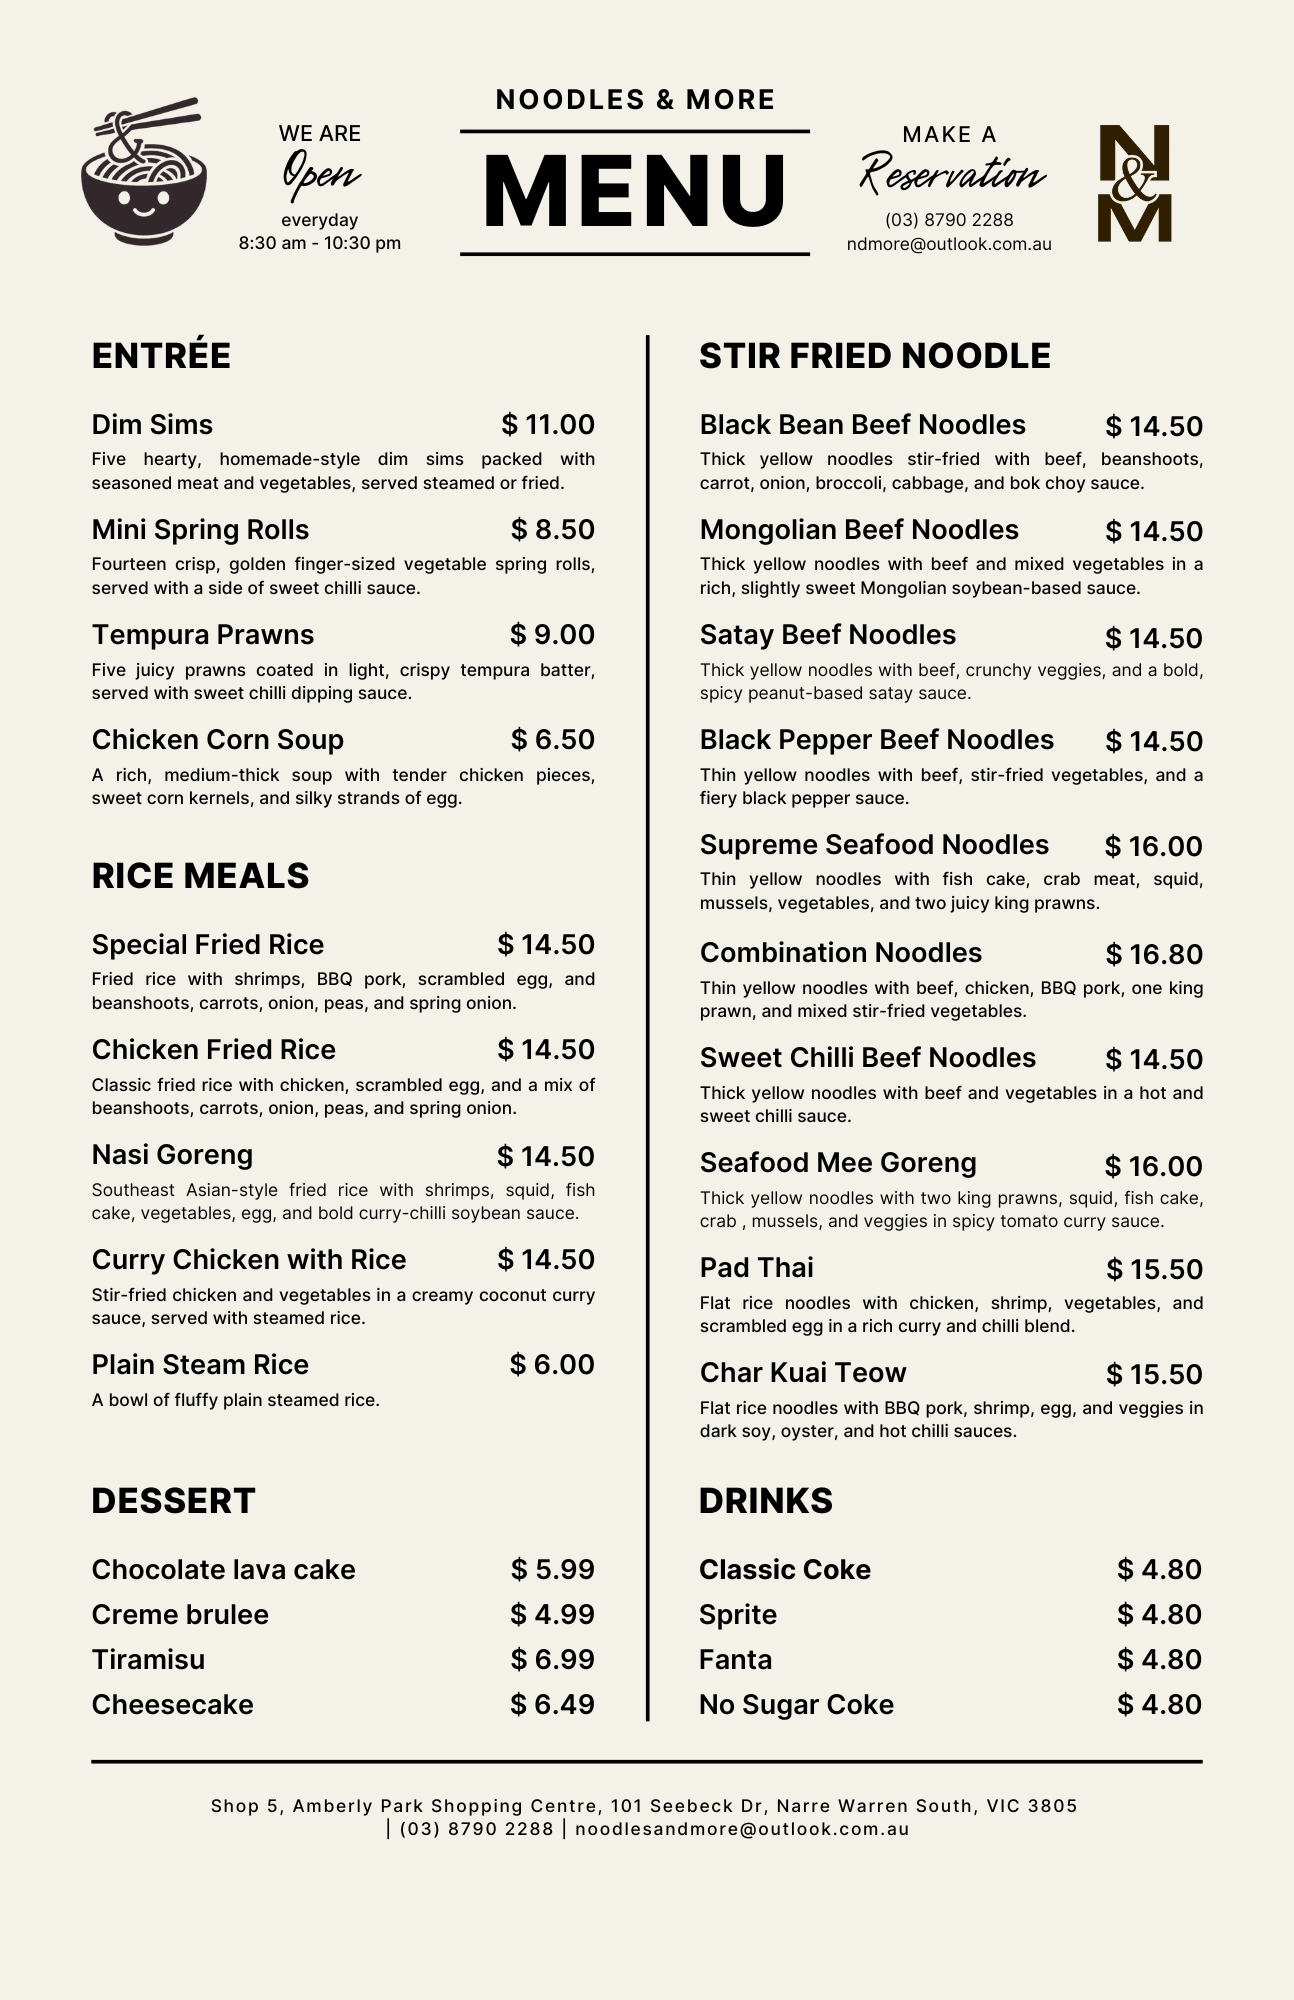 NOODLES & MORE
MENU
WE ARE
Open
everyday
8:30 am - 10:30 pm
MAKE A
Reservation
(03) 8790 2288
ndmore@outlook.com.au
N
&
M
ENTRÉE
Dim Sims $ 11.00
Five hearty, homemade-style dim sims packed with
seasoned meat and vegetables, served steamed or fried.
Mini Spring Rolls $ 8.50
Fourteen crisp, golden finger-sized vegetable spring rolls,
served with a side of sweet chilli sauce.
Tempura Prawns $ 9.00
Five juicy prawns coated in light, crispy tempura batter,
served with sweet chilli dipping sauce.
Chicken Corn Soup $ 6.50
A rich, medium-thick soup with tender chicken pieces,
sweet corn kernels, and silky strands of egg.
RICE MEALS
Special Fried Rice $ 14.50
Fried rice with shrimps, BBQ pork, scrambled egg, and
beanshoots, carrots, onion, peas, and spring onion.
Chicken Fried Rice $ 14.50
Classic fried rice with chicken, scrambled egg, and a mix of
beanshoots, carrots, onion, peas, and spring onion.
Nasi Goreng $ 14.50
Southeast Asian-style fried rice with shrimps, squid, fish
cake, vegetables, egg, and bold curry-chilli soybean sauce.
Curry Chicken with Rice $ 14.50
Stir-fried chicken and vegetables in a creamy coconut curry
sauce, served with steamed rice.
Plain Steam Rice $ 6.00
A bowl of fluffy plain steamed rice.
DESSERT
Chocolate lava cake $ 5.99
Creme brulee $ 4.99
Tiramisu $ 6.99
Cheesecake $ 6.49
STIR FRIED NOODLE
Black Bean Beef Noodles $ 14.50
Thick yellow noodles stir-fried with beef, beanshoots,
carrot, onion, broccoli, cabbage, and bok choy sauce.
Mongolian Beef Noodles $ 14.50
Thick yellow noodles with beef and mixed vegetables in a
rich, slightly sweet Mongolian soybean-based sauce.
Satay Beef Noodles $ 14.50
Thick yellow noodles with beef, crunchy veggies, and a bold,
spicy peanut-based satay sauce.
Black Pepper Beef Noodles $ 14.50
Thin yellow noodles with beef, stir-fried vegetables, and a
fiery black pepper sauce.
Supreme Seafood Noodles $ 16.00
Thin yellow noodles with fish cake, crab meat, squid,
mussels, vegetables, and two juicy king prawns.
Combination Noodles $ 16.80
Thin yellow noodles with beef, chicken, BBQ pork, one king
prawn, and mixed stir-fried vegetables.
Sweet Chilli Beef Noodles $ 14.50
Thick yellow noodles with beef and vegetables in a hot and
sweet chilli sauce.
Seafood Mee Goreng $ 16.00
Thick yellow noodles with two king prawns, squid, fish cake,
crab , mussels, and veggies in spicy tomato curry sauce.
Pad Thai $ 15.50
Flat rice noodles with chicken, shrimp, vegetables, and
scrambled egg in a rich curry and chilli blend.
Char Kuai Teow $ 15.50
Flat rice noodles with BBQ pork, shrimp, egg, and veggies in
dark soy, oyster, and hot chilli sauces.
DRINKS
Classic Coke $ 4.80
Sprite $ 4.80
Fanta $ 4.80
No Sugar Coke $ 4.80
Shop 5, Amberly Park Shopping Centre, 101 Seebeck Dr, Narre Warren South, VIC 3805
| (03) 8790 2288 | noodlesandmore@outlook.com.au